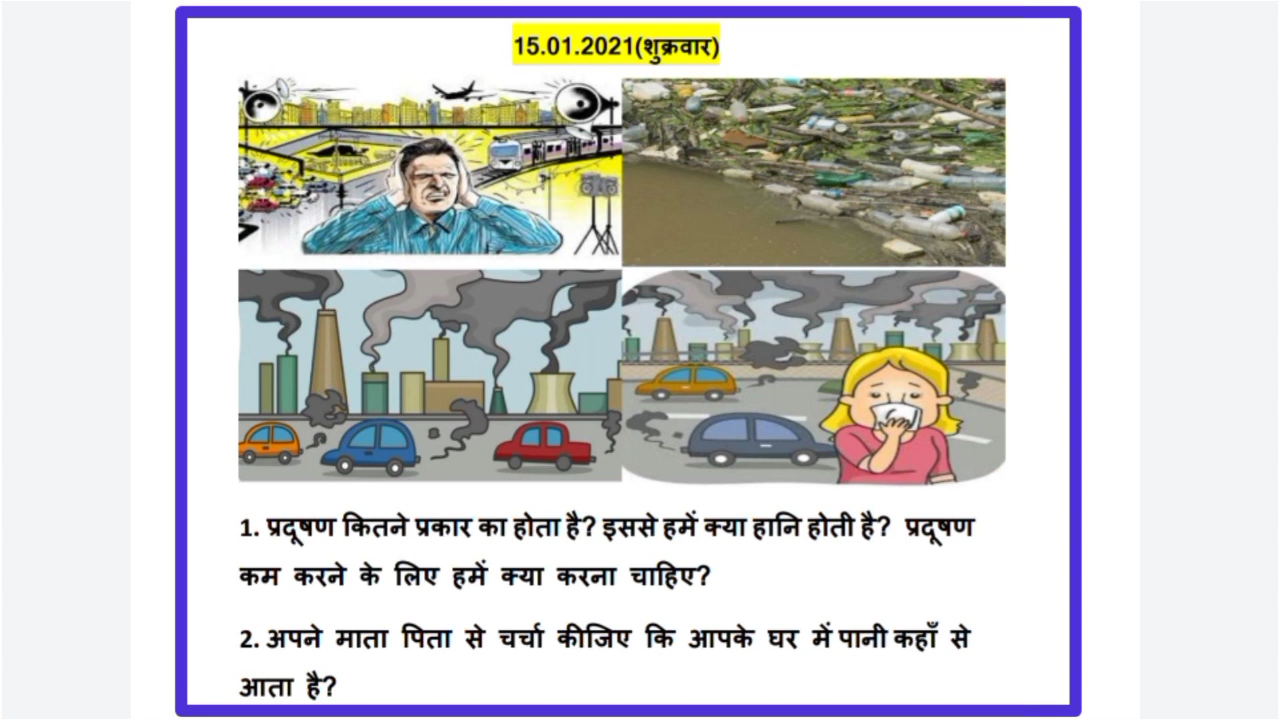 15.01.2021(शुक्रवार)
1. प्रदूषण कितने प्रकार का होता है? इससे हमें क्या हानि होती है? प्रदूषण
कम करने के लिए हमें क्या करना चाहिए?
2. अपने माता पिता से चर्चा कीजिए कि आपके घर में पानी कहाँ से
आता है?